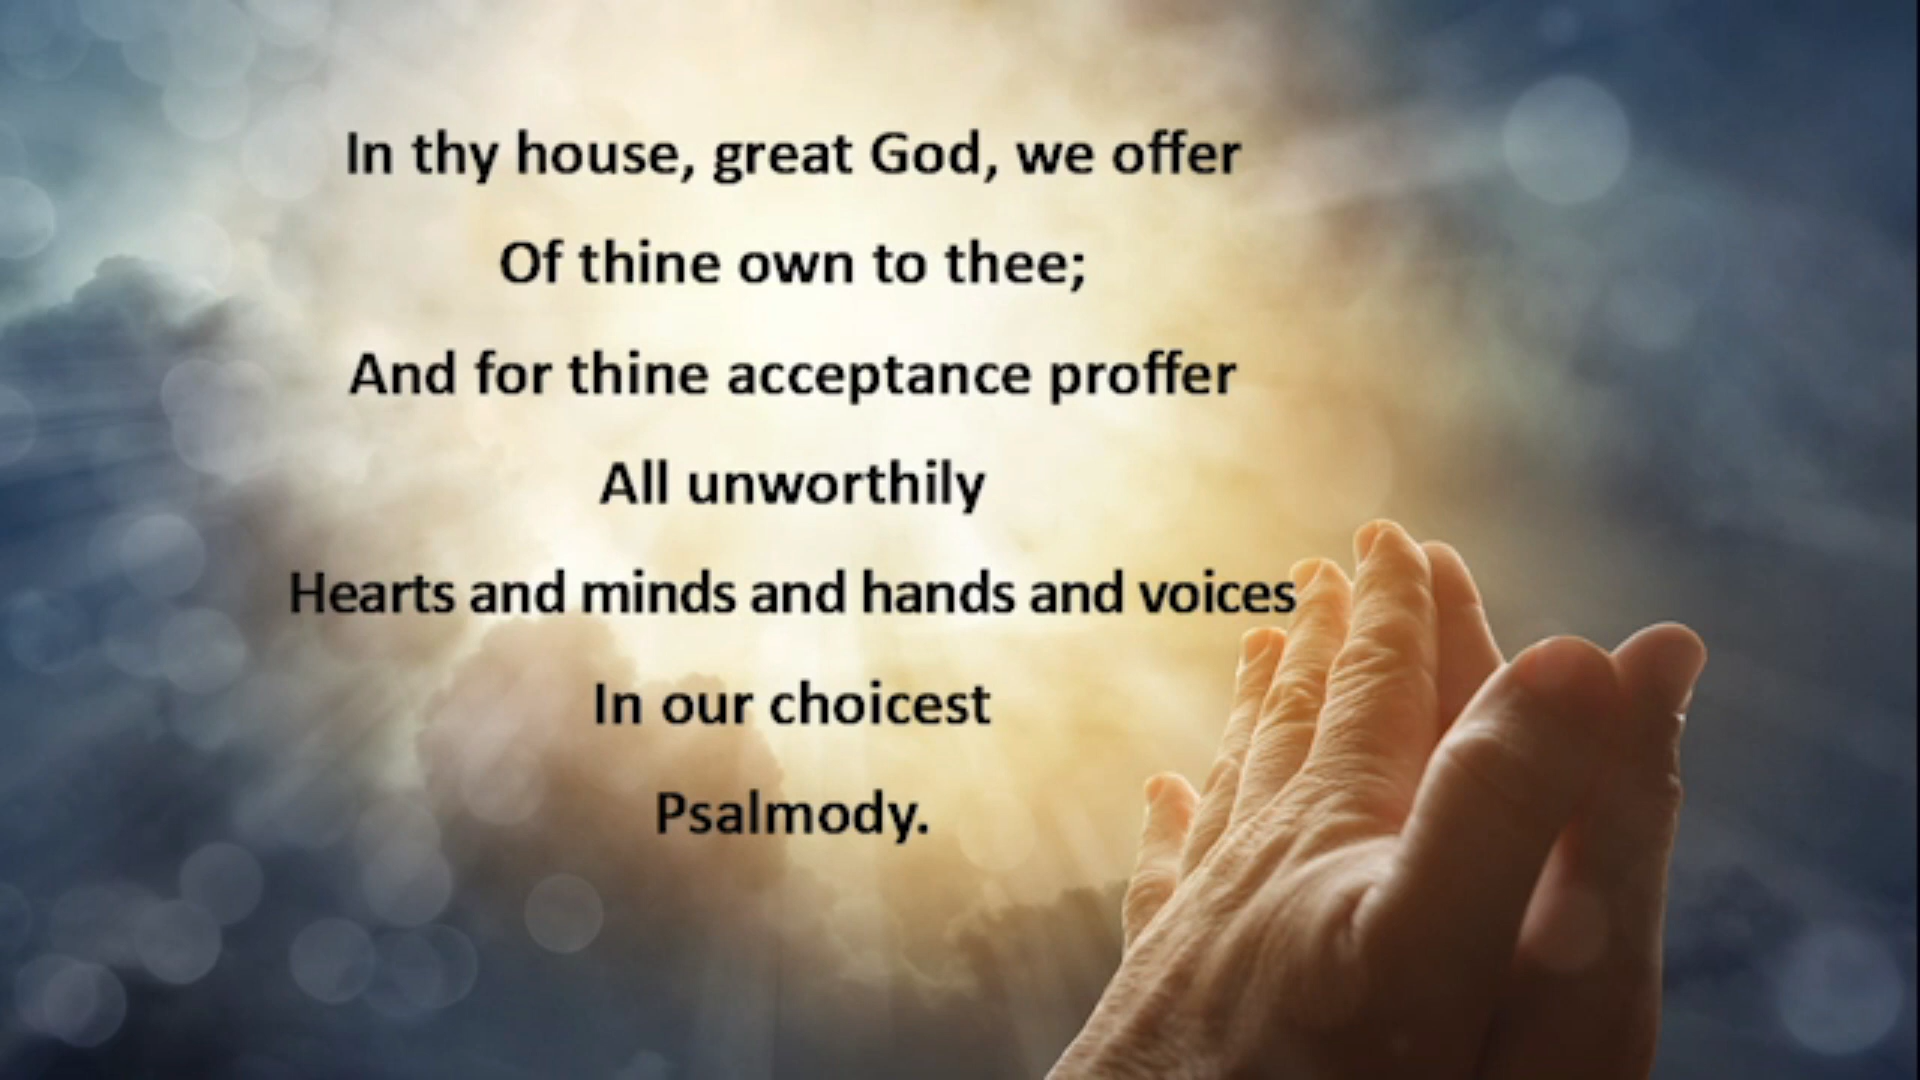 In thy house, great God, we offer
Of thine own to thee;
And for thine acceptance proffer
All unworthily
Hearts and minds and hands and voices
In our choicest
Psalmody.